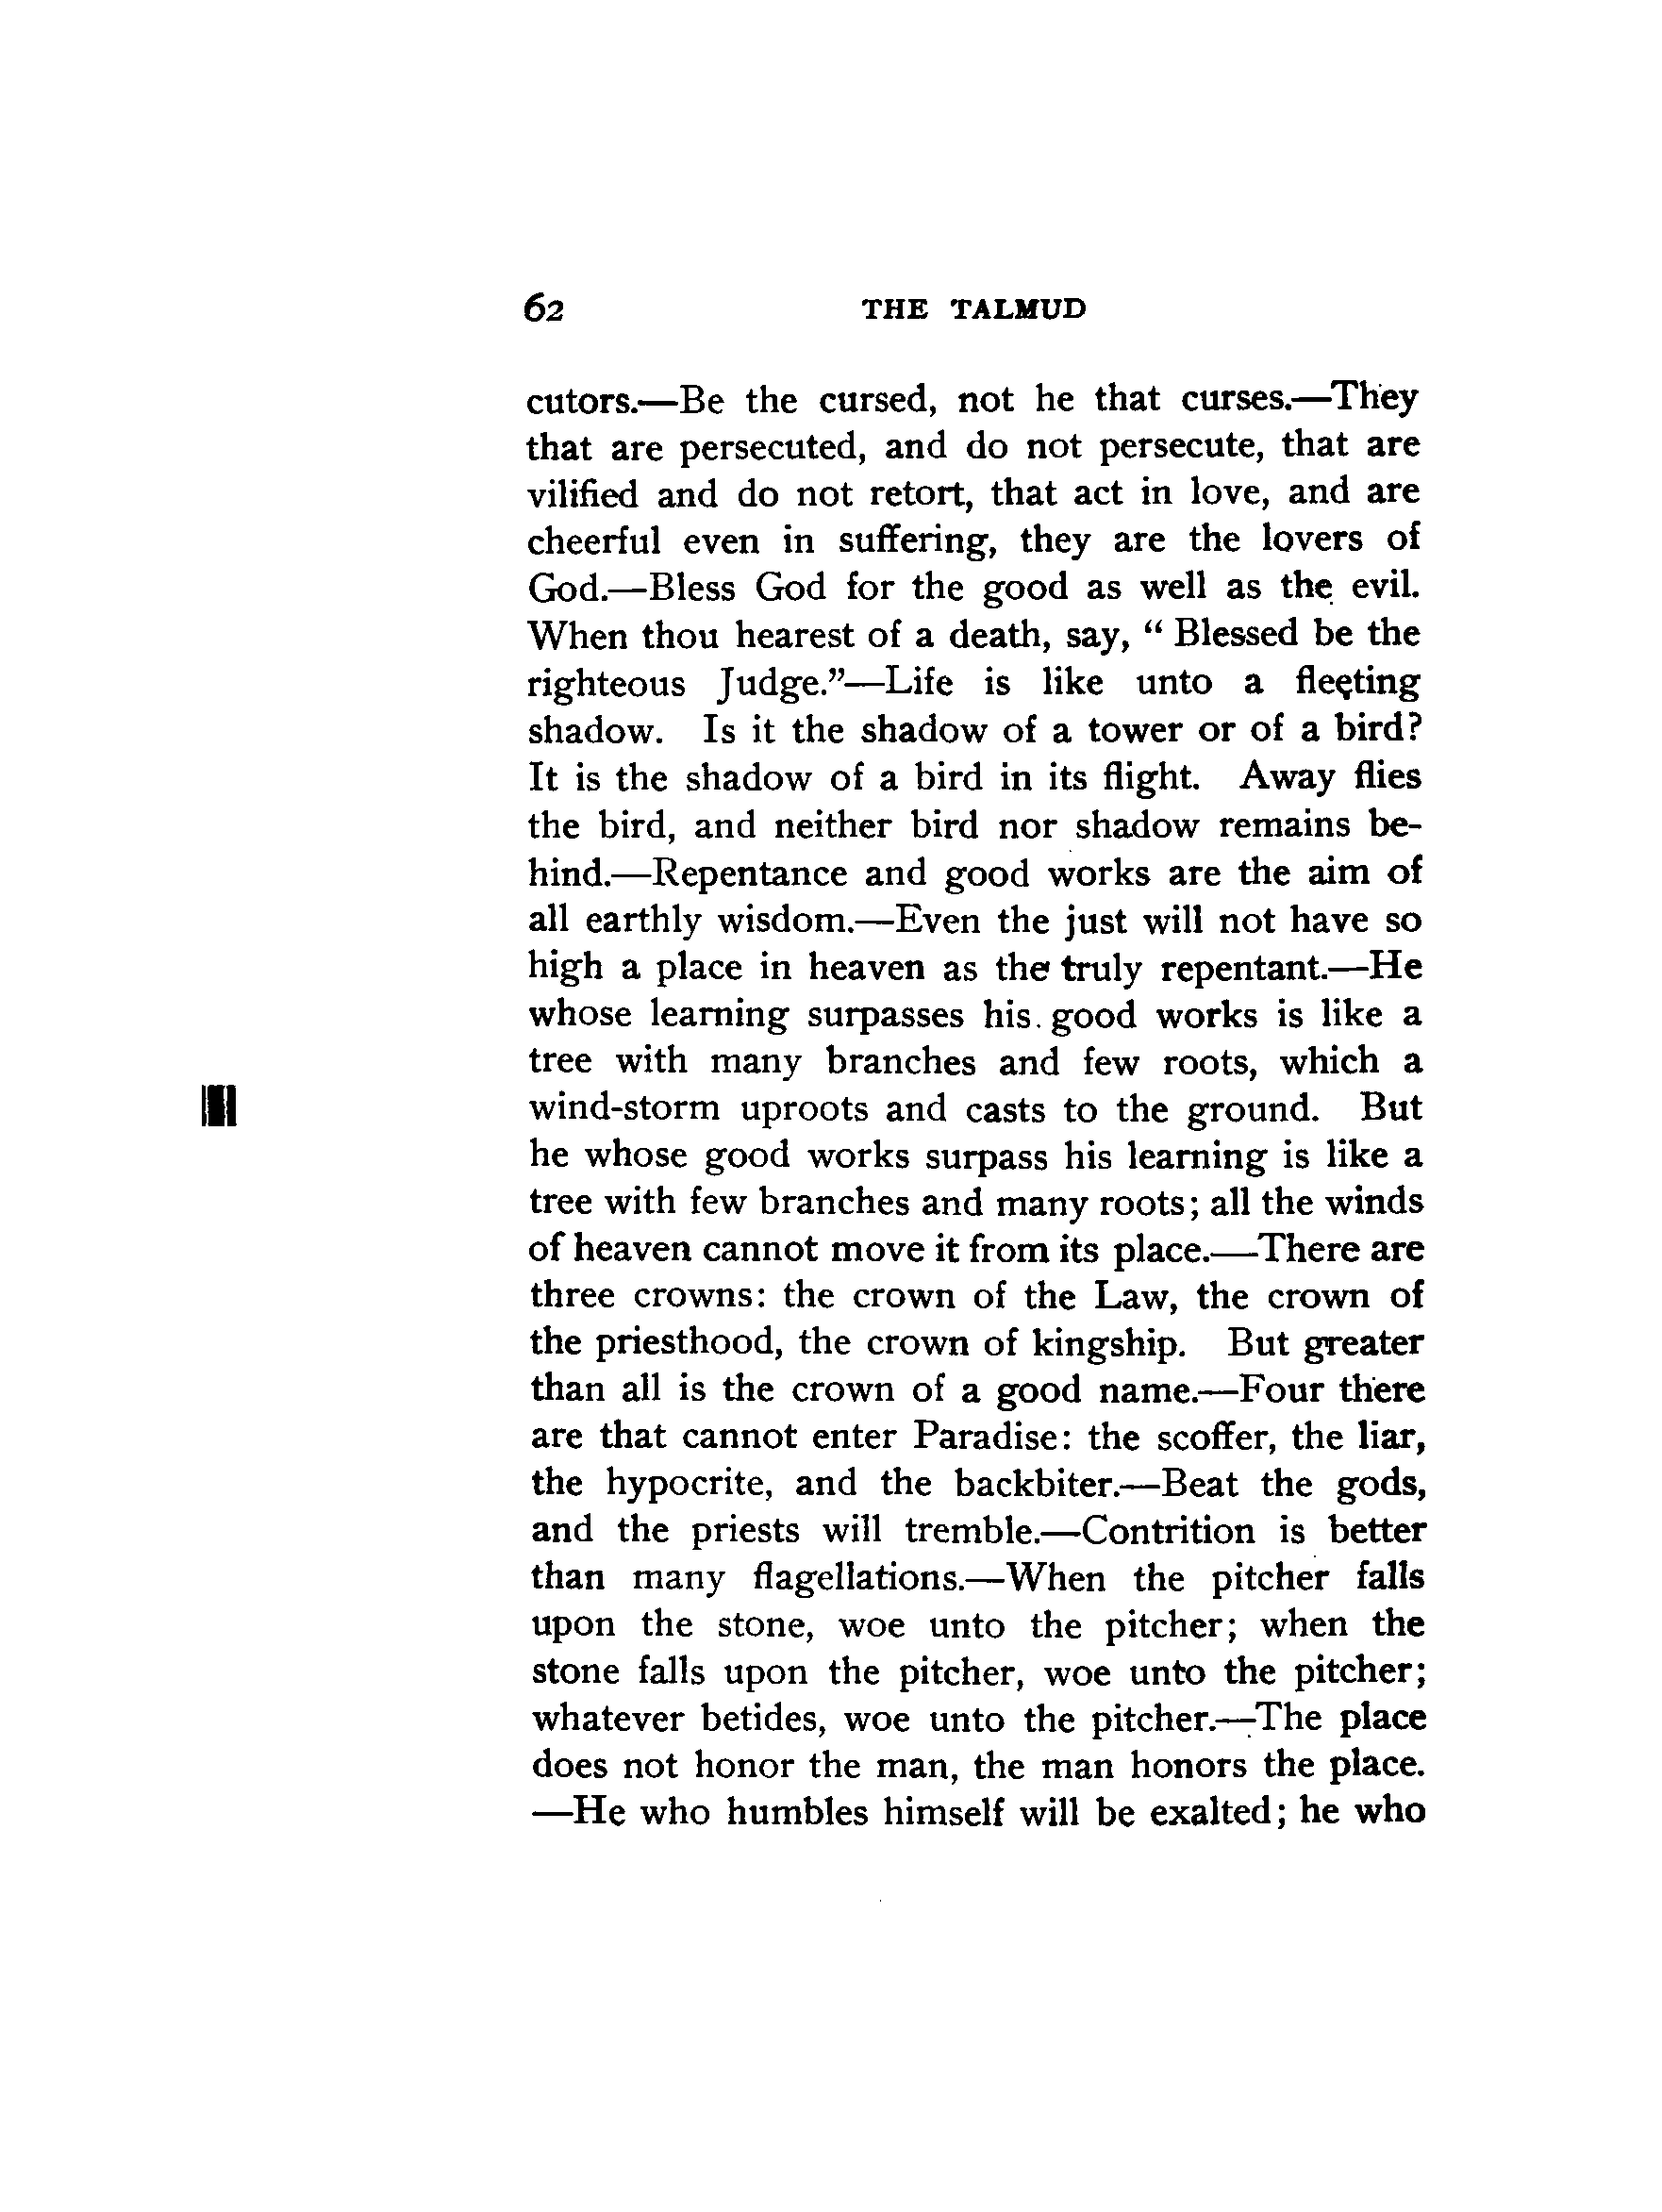 62 THE TALMUD
cutors.—Be the cursed, not he that curses.—They
that are persecuted, and do not persecute, that are
vilified and do not retort, that act in love, and are
cheerful even in suffering, they are the lovers of
God.—Bless God for the good as well as the evil.
When thou hearest of a death, say, “ Blessed be the
righteous Judge.”—Life is like unto a fleeting
shadow. Is it the shadow of a tower or of a bird?
It is the shadow of a bird in its flight. Away flies
the bird, and neither bird nor shadow remains be-
hind.—Repentance and good works are the aim of
all earthly wisdom.—Even the just will not have so
high a place in heaven as the truly repentant.—He
whose learning surpasses his good works is like a
tree with many branches and few roots, which a
wind-storm uproots and casts to the ground. But
he whose good works surpass his learning is like a
tree with few branches and many roots; all the winds
of heaven cannot move it from its place.—There are
three crowns: the crown of the Law, the crown of
the priesthood, the crown of kingship. But greater
than all is the crown of a good name.—Four there
are that cannot enter Paradise: the scoffer, the liar,
the hypocrite, and the backbiter.—Beat the gods,
and the priests will tremble.—Contrition is better
than many flagellations.—When the pitcher falls
upon the stone, woe unto the pitcher; when the
stone falls upon the pitcher, woe unto the pitcher;
whatever betides, woe unto the pitcher.—The place
does not honor the man, the man honors the place.
—He who humbles himself will be exalted; he who